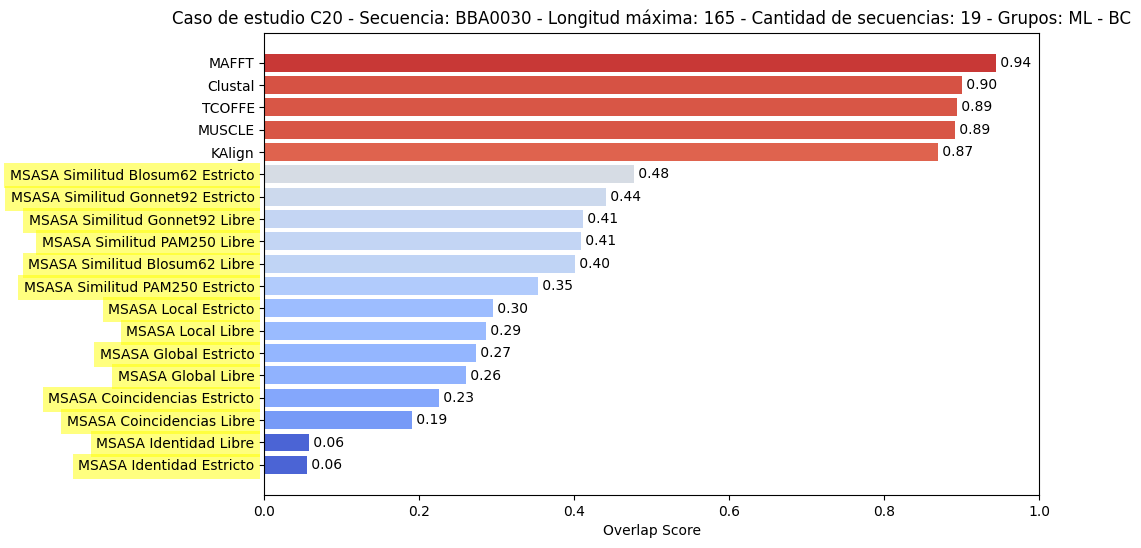 Caso de estudio C20 - Secuencia: BBA0030 - Longitud máxima: 165 - Cantidad de secuencias: 19 - Grupos: ML - BC
MAFFT 0.94
Clustal 0.90
TCOFFE 0.89
MUSCLE 0.89
KAlign 0.87
MSASA Similitud Blosum62 Estricto 0.48
MSASA Similitud Gonnet92 Estricto 0.44
MSASA Similitud Gonnet92 Libre 0.41
MSASA Similitud PAM250 Libre 0.41
MSASA Similitud Blosum62 Libre 0.40
MSASA Similitud PAM250 Estricto 0.35
MSASA Local Estricto 0.30
MSASA Local Libre 0.29
MSASA Global Estricto 0.27
MSASA Global Libre 0.26
MSASA Coincidencias Estricto 0.23
MSASA Coincidencias Libre 0.19
MSASA Identidad Libre 0.06
MSASA Identidad Estricto 0.06
0.0 0.2 0.4 0.6 0.8 1.0
Overlap Score